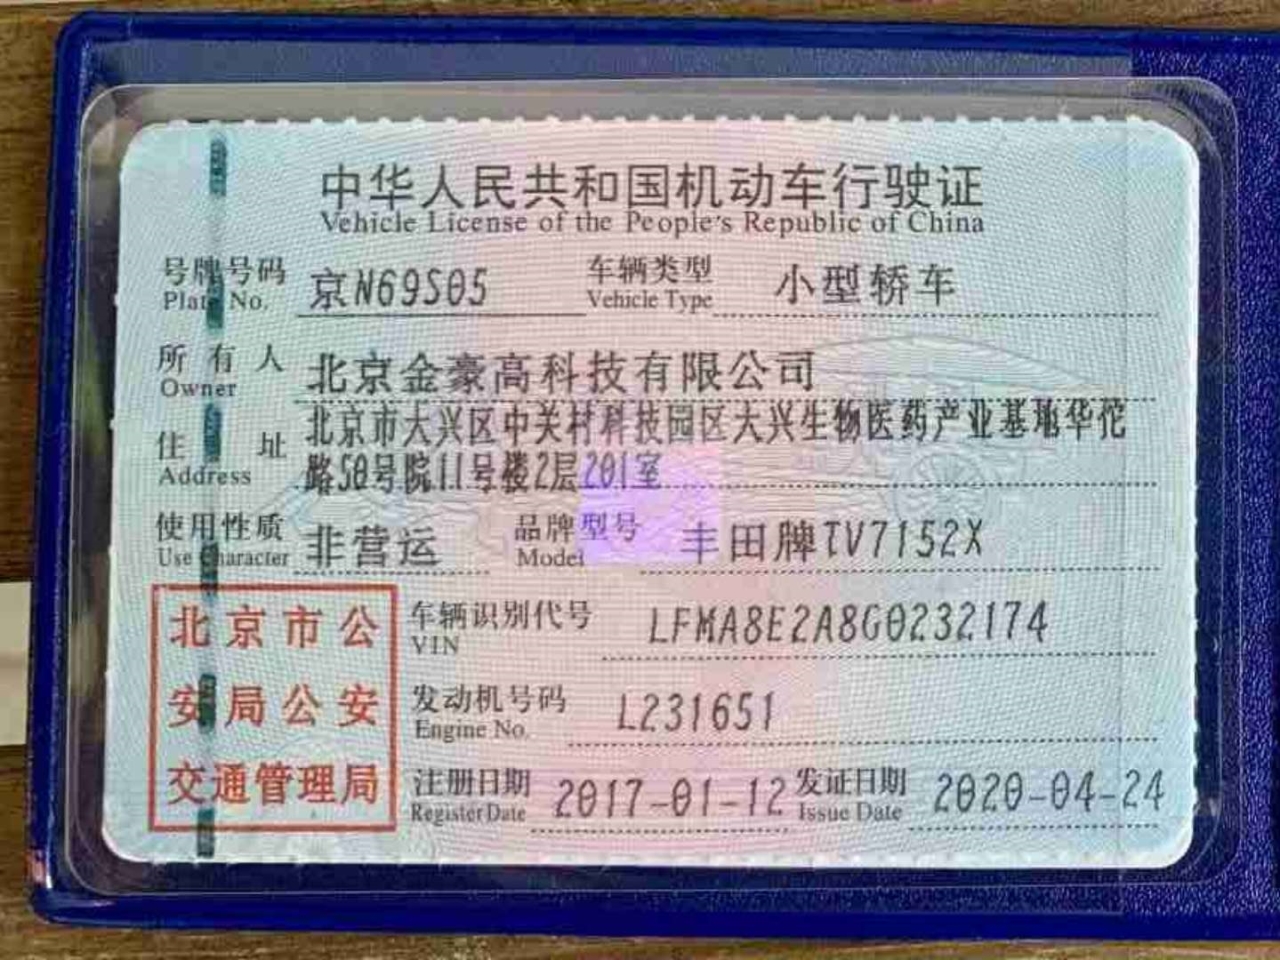 中华人民共和国机动车行驶证
Vehicle License of the People's Republic of China
号牌号码 京N69S05 车辆类型 小型轿车
Plate No. Vehicle Type
所有人 北京金豪高科技有限公司
Owner
住址 北京市大兴区中关村科技园区大兴生物医药产业基地华佗
Address 路50号院11号楼2层201室
使用性质 非营运 品牌型号 丰田牌TV7152X
Use Character Model
北京市公
安局公安
交通管理局
车辆识别代号 LFMA8E2A8G0232174
VIN
发动机号码 L231651
Engine No.
注册日期 2017-01-12 发证日期 2020-04-24
Register Date Issue Date